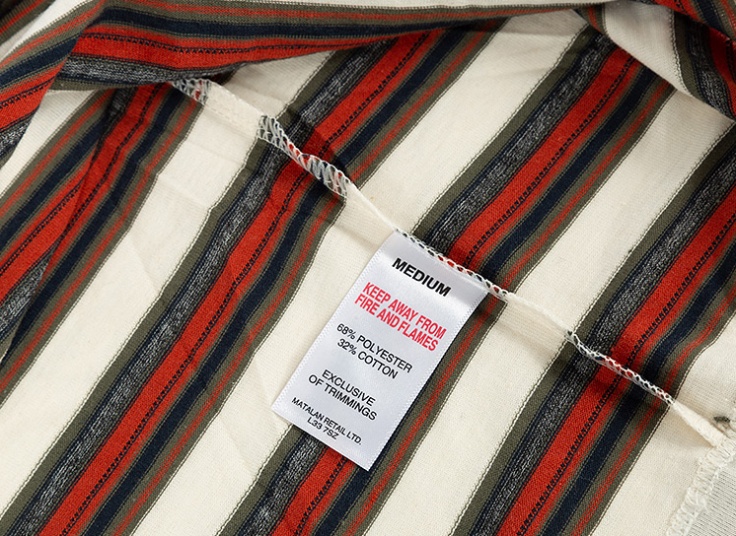 MEDIUM
KEEP AWAY FROM
FIRE AND FLAMES
68% POLYESTER
32% COTTON
EXCLUSIVE
OF TRIMMINGS
MATALAN RETAIL LTD.
L33 7SZ